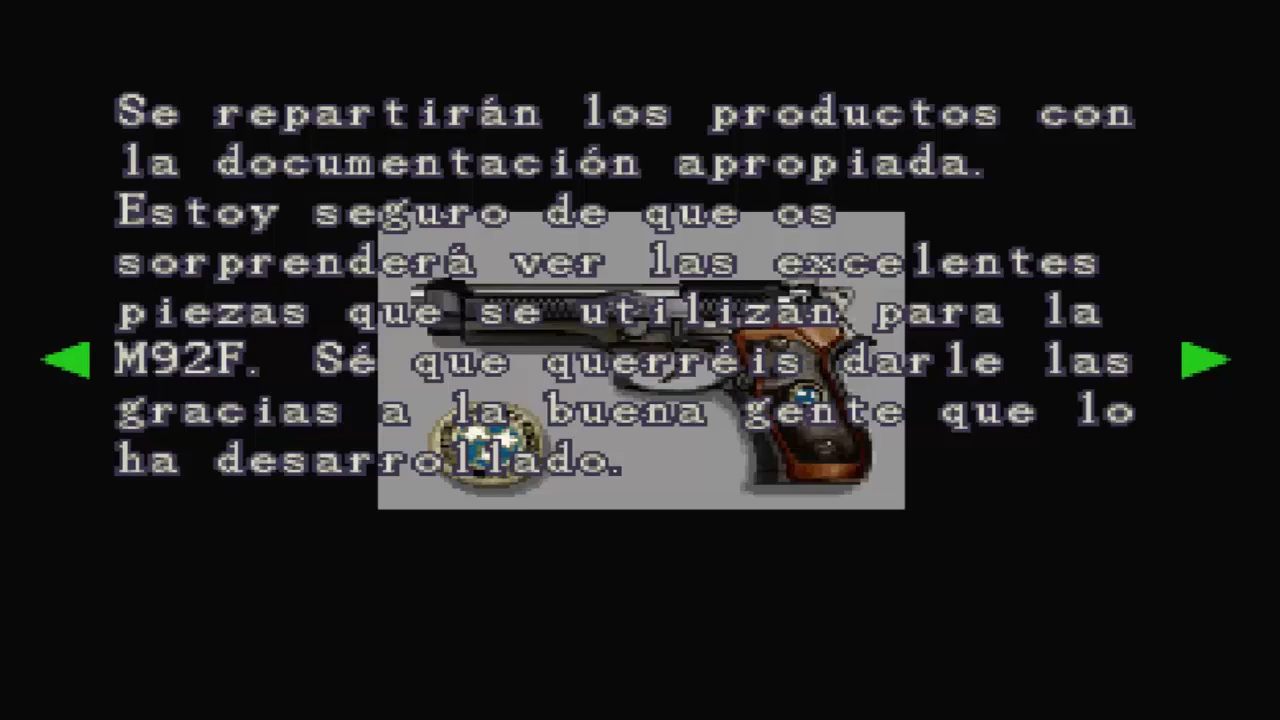 Se repartirán los productos con
la documentación apropiada.
Estoy seguro de que os
sorprenderá ver las excelentes
piezas que se utilizan para la
M92F. Sé que querréis darle las
gracias a la buena gente que lo
ha desarrollado.